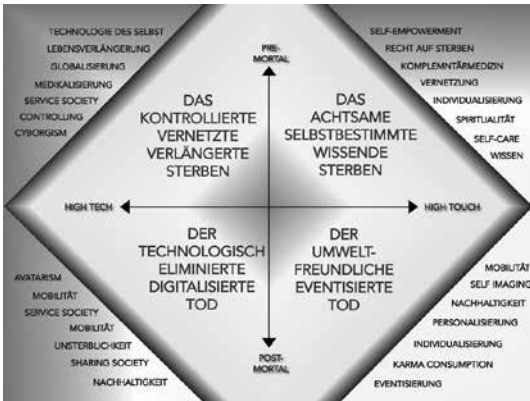 TECHNOLOGIE DES SELBST
LEBENSVERLÄNGERUNG
GLOBALISIERUNG
MEDIKALISIERUNG
SERVICE SOCIETY
CONTROLLING
CYBORGISM
PRE-
MORTAL
SELF-EMPOWERMENT
RECHT AUF STERBEN
KOMPLEMNTÄRMEDIZIN
VERNETZUNG
INDIVIDUALISIERUNG
SPIRITUALITÄT
SELF-CARE
WISSEN
DAS
KONTROLLIERTE
VERNETZTE
VERLÄNGERTE
STERBEN
DAS
ACHTSAME
SELBSTBESTIMMTE
WISSENDE
STERBEN
HIGH TECH
HIGH TOUCH
DER
TECHNOLOGISCH
ELIMINIERTE
DIGITALISIERTE
TOD
DER
UMWELT-
FREUNDLICHE
EVENTISIERTE
TOD
AVATARISM
MOBILITÄT
SERVICE SOCIETY
MOBILITÄT
UNSTERBLICHKEIT
SHARING SOCIETY
NACHHALTIGKEIT
POST-
MORTAL
MOBILITÄT
SELF IMAGING
NACHHALTIGKEIT
PERSONALISIERUNG
INDIVIDUALISIERUNG
KARMA CONSUMPTION
EVENTISIERUNG